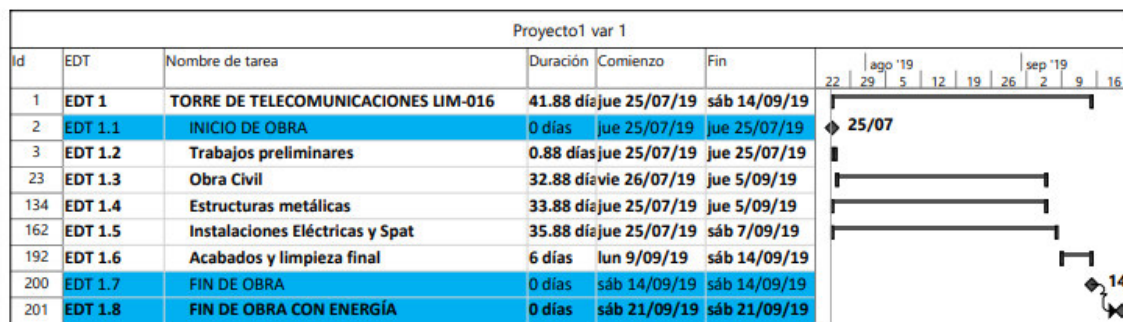 Proyecto1 var 1
Id EDT Nombre de tarea Duración Comienzo Fin ago '19 sep '19
22 29 5 12 19 26 2 9 16
1 EDT 1 TORRE DE TELECOMUNICACIONES LIM-016 41.88 día jue 25/07/19 sáb 14/09/19
2 EDT 1.1 INICIO DE OBRA 0 días jue 25/07/19 jue 25/07/19 25/07
3 EDT 1.2 Trabajos preliminares 0.88 días jue 25/07/19 jue 25/07/19
23 EDT 1.3 Obra Civil 32.88 día vie 26/07/19 jue 5/09/19
134 EDT 1.4 Estructuras metálicas 33.88 día jue 25/07/19 jue 5/09/19
162 EDT 1.5 Instalaciones Eléctricas y Spat 35.88 día jue 25/07/19 sáb 7/09/19
192 EDT 1.6 Acabados y limpieza final 6 días lun 9/09/19 sáb 14/09/19
200 EDT 1.7 FIN DE OBRA 0 días sáb 14/09/19 sáb 14/09/19 14
201 EDT 1.8 FIN DE OBRA CON ENERGÍA 0 días sáb 21/09/19 sáb 21/09/19